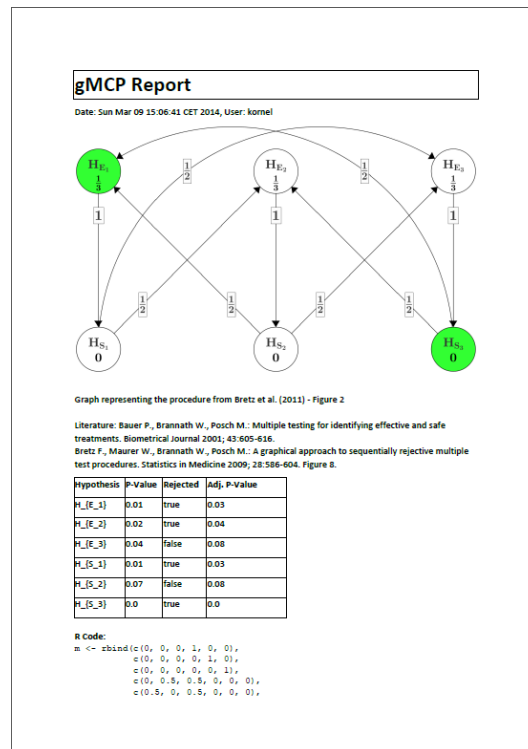 gMCP Report
Date: Sun Mar 09 15:06:41 CET 2014, User: kornel
H_{E_1} H_{E_2} H_{E_3}
1/3 1/3 1/3
1/2 1/2
1 1 1
1/2 1/2 1/2 1/2
H_{S_1} H_{S_2} H_{S_3}
0 0 0
Graph representing the procedure from Bretz et al. (2011) - Figure 2
Literature: Bauer P., Brannath W., Posch M.: Multiple testing for identifying effective and safe
treatments. Biometrical Journal 2001; 43:605-616.
Bretz F., Maurer W., Brannath W., Posch M.: A graphical approach to sequentially rejective multiple
test procedures. Statistics in Medicine 2009; 28:586-604. Figure 8.
Hypothesis P-Value Rejected Adj. P-Value
H_{E_1} 0.01 true 0.03
H_{E_2} 0.02 true 0.04
H_{E_3} 0.04 false 0.08
H_{S_1} 0.01 true 0.03
H_{S_2} 0.07 false 0.08
H_{S_3} 0.0 true 0.0
R Code:
m <- rbind(c(0, 0, 0, 1, 0, 0),
c(0, 0, 0, 0, 1, 0),
c(0, 0, 0, 0, 0, 1),
c(0, 0.5, 0.5, 0, 0, 0),
c(0.5, 0, 0.5, 0, 0, 0),